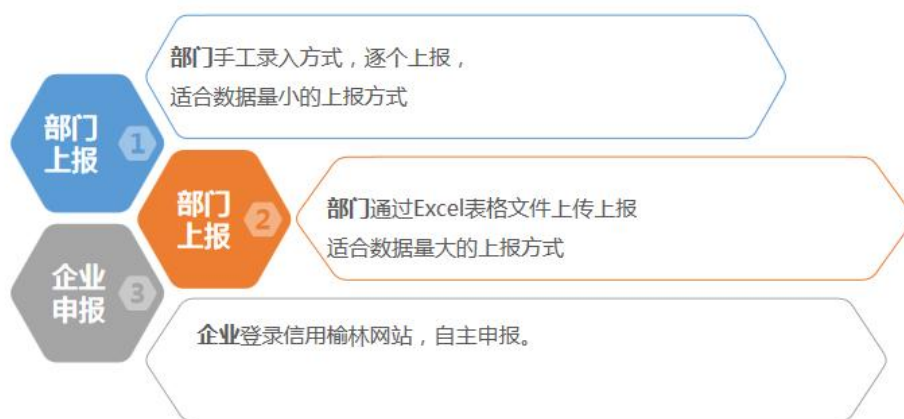 部门手工录入方式，逐个上报，
适合数据量小的上报方式
部门
上报
1
部门
上报
2
部门通过Excel表格文件上传上报
适合数据量大的上报方式
企业
申报
3
企业登录信用榆林网站，自主申报。